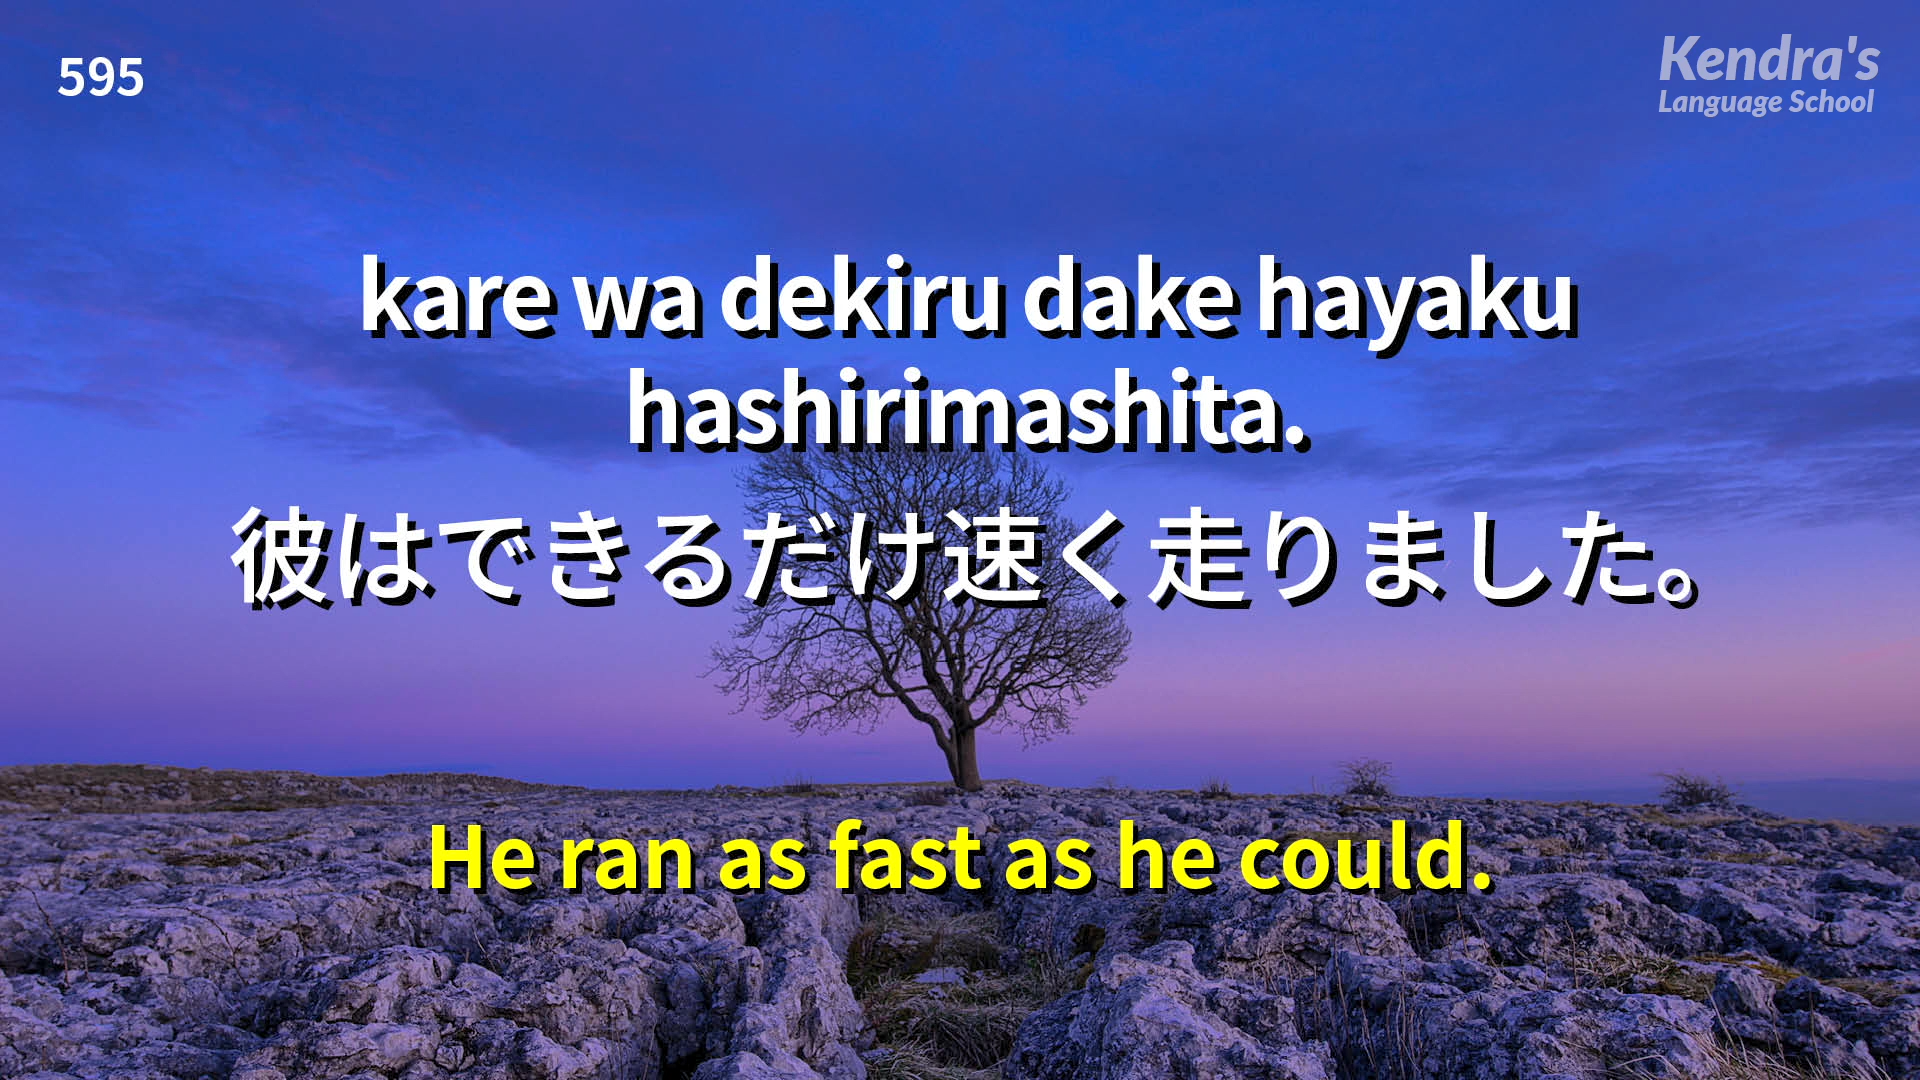 595
Kendra's
Language School
kare wa dekiru dake hayaku
hashirimashita.
彼はできるだけ速く走りました。
He ran as fast as he could.